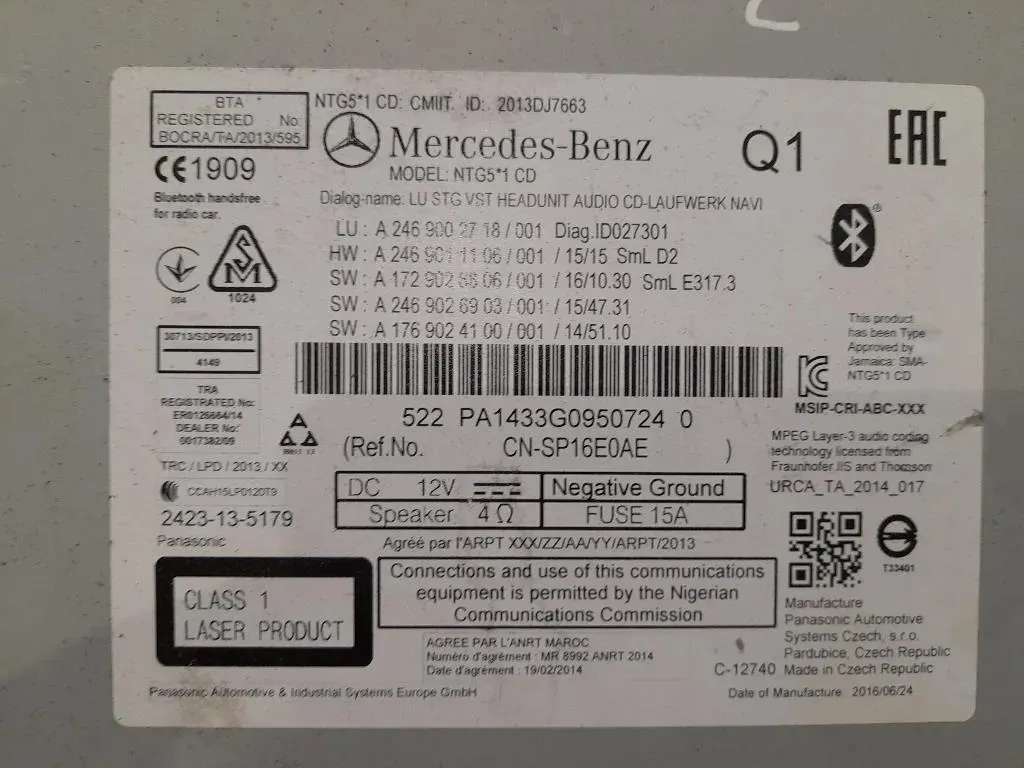 2
BTA
REGISTERED No:
BOCRA/TA/2013/595
CE1909
Bluetooth handsfree
for radio car.
004
SM
1024
30713/SDPPI/2013
4149
TRA
REGISTRATED No:
ER0126664/14
DEALER No:
0017382/09
TRC / LPD / 2013 / XX
CCAH15LP0120T9
2423-13-5179
Panasonic
CLASS 1
LASER PRODUCT
Panasonic Automotive & Industrial Systems Europe GmbH
NTG5*1 CD: CMIIT. ID: 2013DJ7663
Mercedes-Benz
MODEL: NTG5*1 CD
Dialog-name: LU STG VST HEADUNIT AUDIO CD-LAUFWERK NAVI
LU : A 246 900 27 18 / 001 Diag.ID027301
HW : A 246 901 11 06 / 001 / 15/15 SmL D2
SW : A 172 902 88 06 / 001 / 16/10.30 SmL E317.3
SW : A 246 902 69 03 / 001 / 15/47.31
SW : A 176 902 41 00 / 001 / 14/51.10
522 PA1433G0950724 0
(Ref.No. CN-SP16E0AE )
DC 12V Negative Ground
Speaker 4 Ω FUSE 15A
Agréé par l'ARPT XXX/ZZ/AA/YY/ARPT/2013
Connections and use of this communications
equipment is permitted by the Nigerian
Communications Commission
AGREE PAR L'ANRT MAROC
Numéro d'agrément : MR 8992 ANRT 2014
Date d'agrément : 19/02/2014
Q1
EAC
®
This product
has been Type
Approved by
Jamaica: SMA-
NTG5*1 CD
MSIP-CRI-ABC-XXX
MPEG Layer-3 audio coding
technology licensed from
Fraunhofer IIS and Thomson
URCA_TA_2014_017
T33401
Manufacture
Panasonic Automotive
Systems Czech, s.r.o.
Pardubice, Czech Republic
C-12740 Made in Czech Republic
Date of Manufacture 2016/06/24